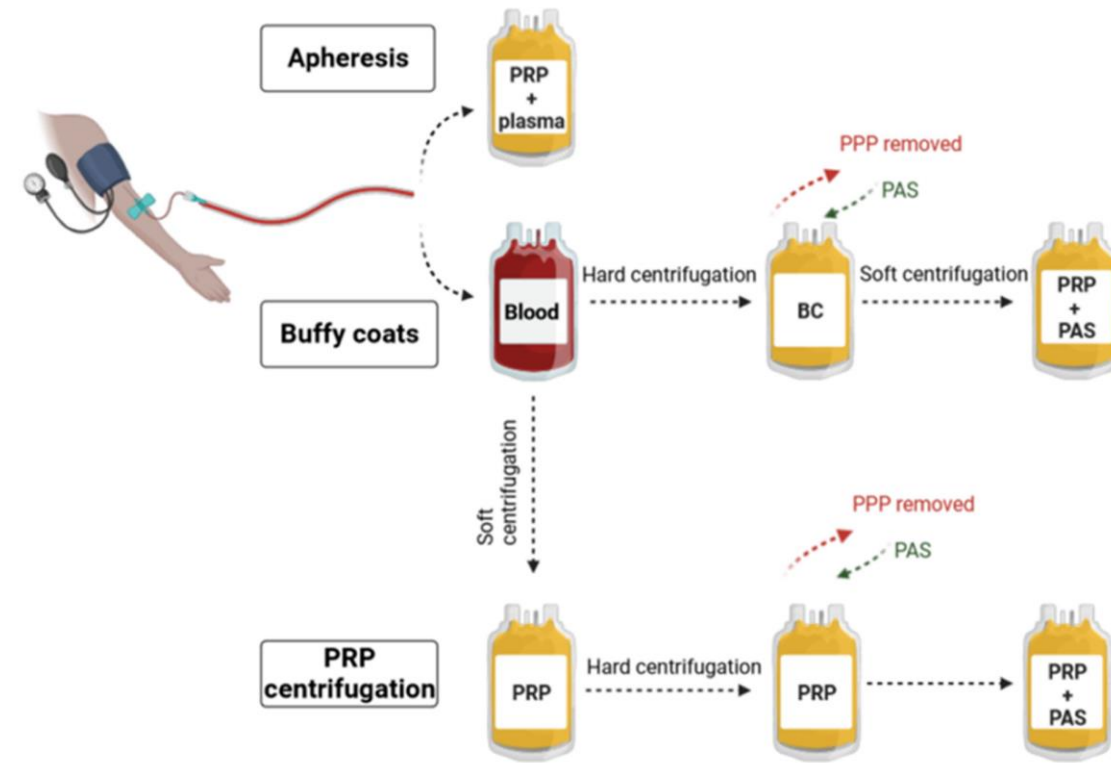 Apheresis
PRP
+
plasma
PPP removed
PAS
Buffy coats
Blood
Hard centrifugation
BC
Soft centrifugation
PRP
+
PAS
Soft
centrifugation
PPP removed
PAS
PRP
centrifugation
PRP
Hard centrifugation
PRP
PRP
+
PAS